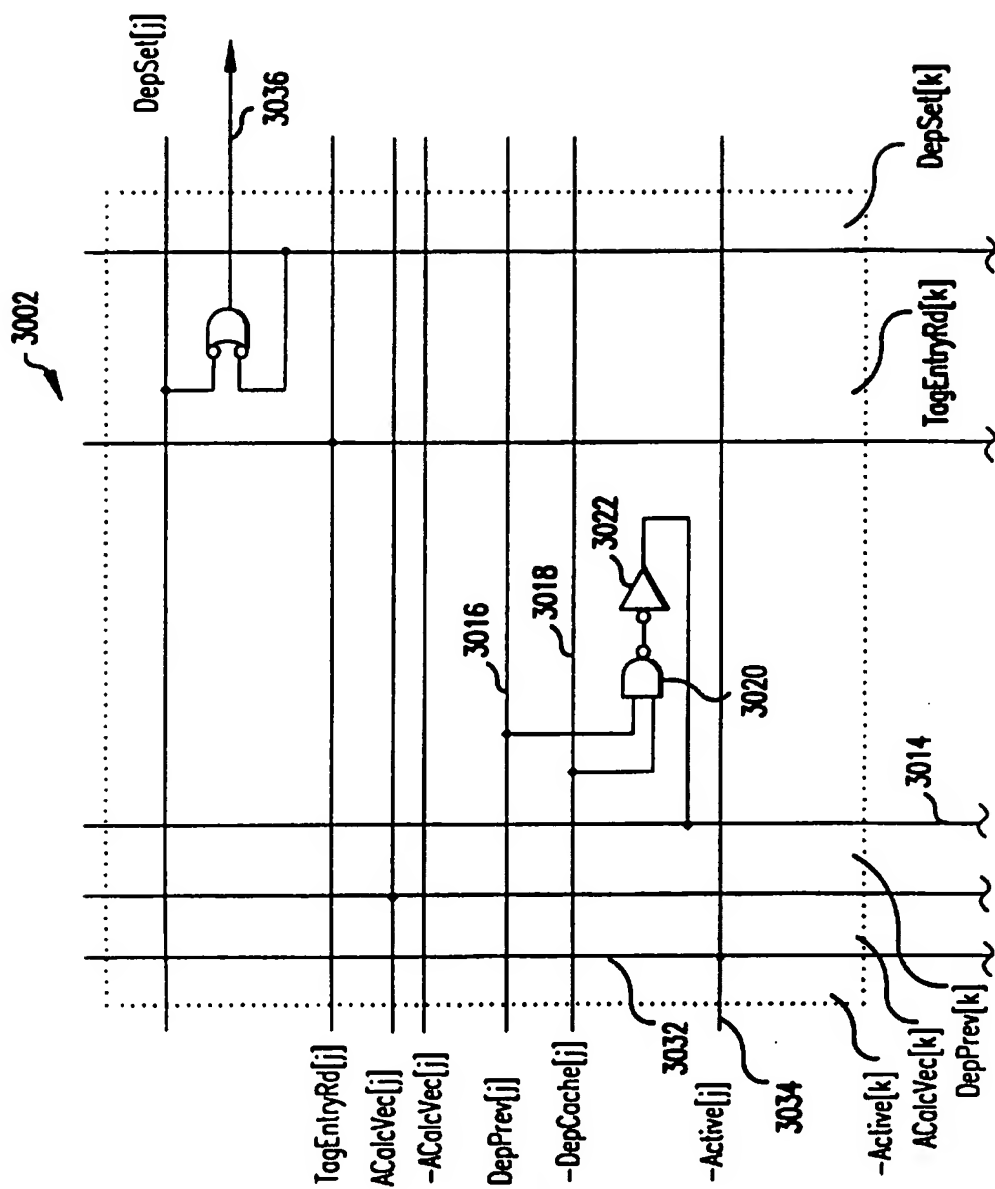 3002
DepSet[j]
3036
TagEntryRd[j]
ACalcVec[j]
~ACalcVec[j]
DepPrev[j]
~DepCache[j]
~Active[j]
3016
3018
3022
3020
3014
3032
3034
~Active[k]
ACalcVec[k]
DepPrev[k]
TagEntryRd[k]
DepSet[k]